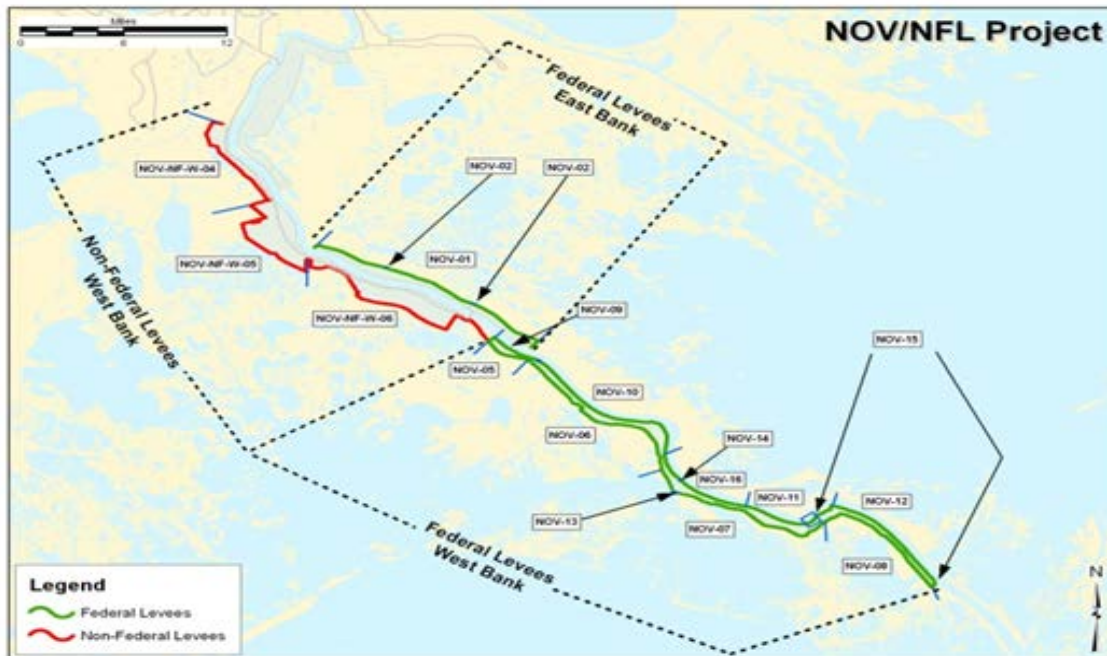 Miles
0 6 12
NOV/NFL Project
Federal Levees
East Bank
NOV-NF-W-04
NOV-02
NOV-02
Non-Federal Levees
West Bank
NOV-NF-W-05
NOV-01
NOV-NF-W-06
NOV-09
NOV-05
NOV-15
NOV-10
NOV-06
NOV-14
NOV-16
NOV-11
NOV-12
NOV-13
NOV-07
NOV-08
Federal Levees
West Bank
Legend
Federal Levees
Non-Federal Levees
N